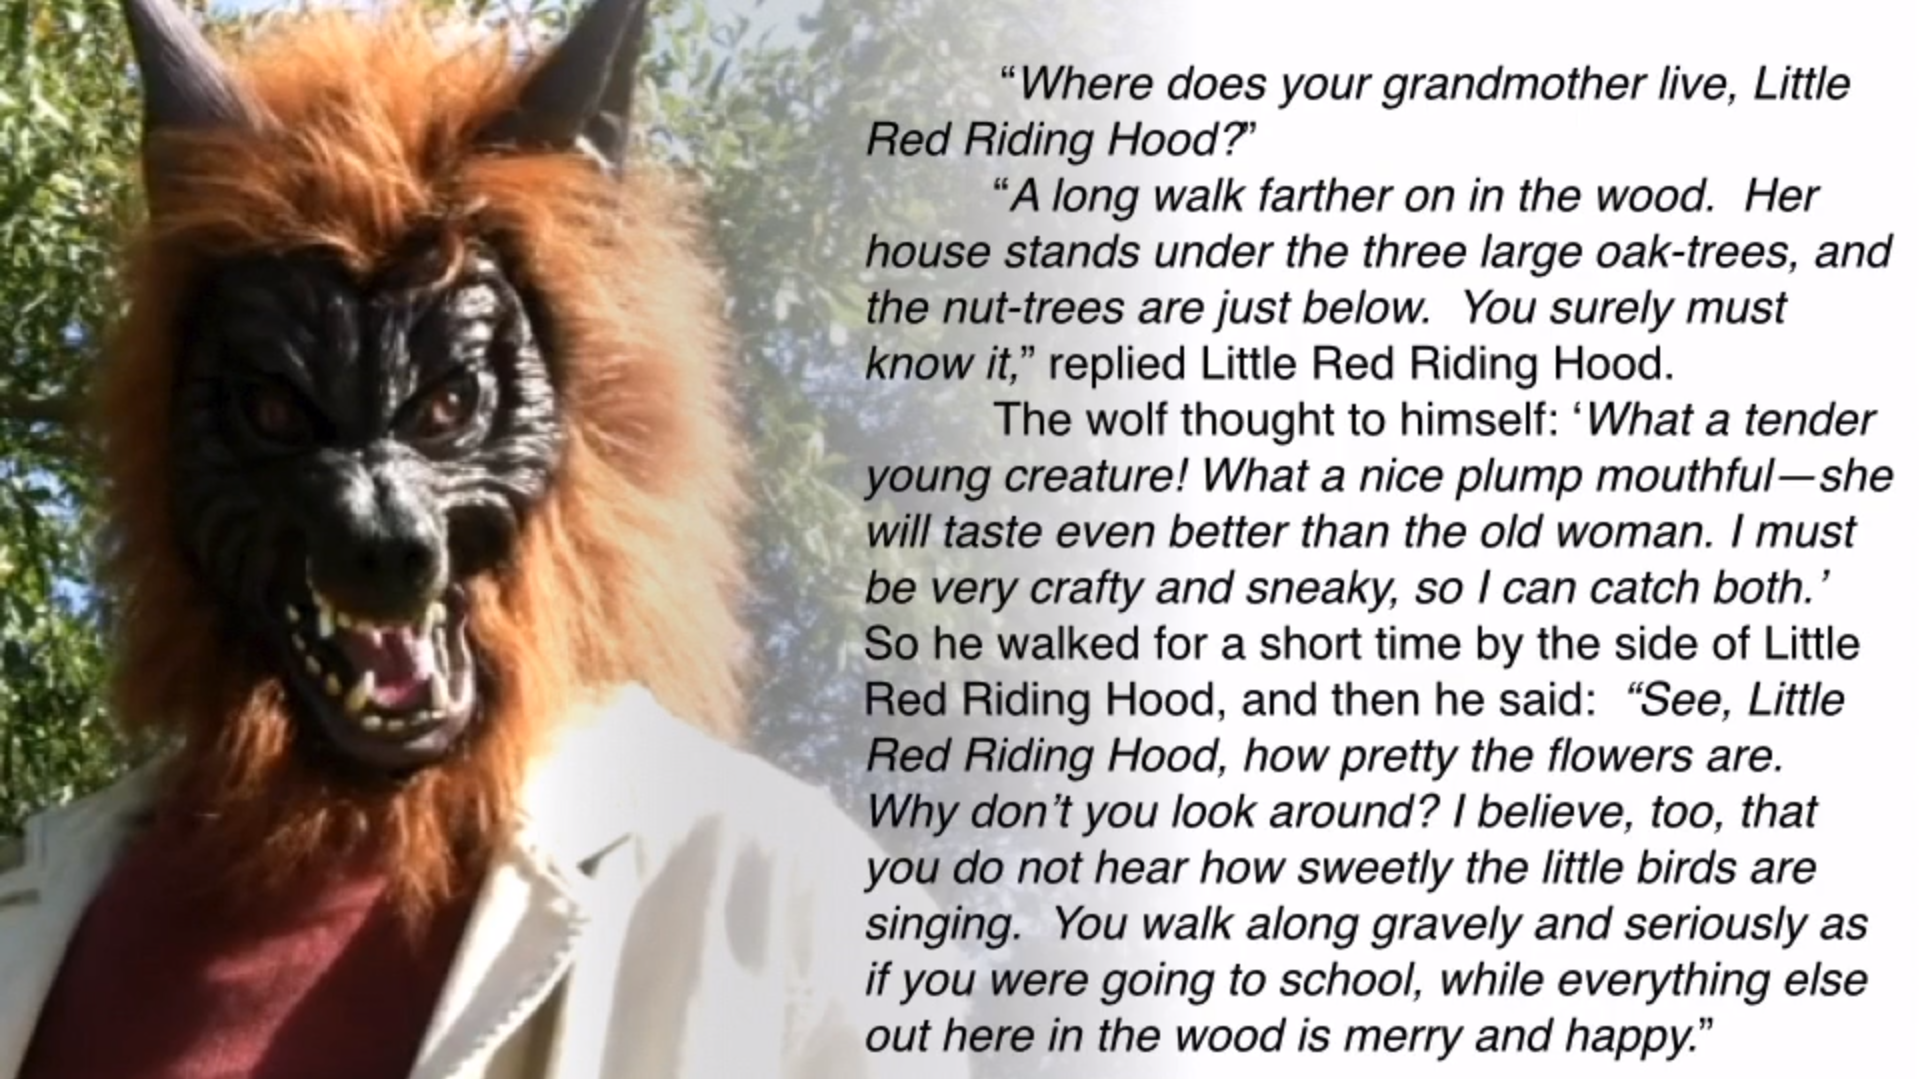 “Where does your grandmother live, Little
Red Riding Hood?”
“A long walk farther on in the wood.  Her
house stands under the three large oak-trees, and
the nut-trees are just below.  You surely must
know it,” replied Little Red Riding Hood.
The wolf thought to himself: ‘What a tender
young creature! What a nice plump mouthful—she
will taste even better than the old woman. I must
be very crafty and sneaky, so I can catch both.’
So he walked for a short time by the side of Little
Red Riding Hood, and then he said:  “See, Little
Red Riding Hood, how pretty the flowers are.
Why don’t you look around? I believe, too, that
you do not hear how sweetly the little birds are
singing.  You walk along gravely and seriously as
if you were going to school, while everything else
out here in the wood is merry and happy.”